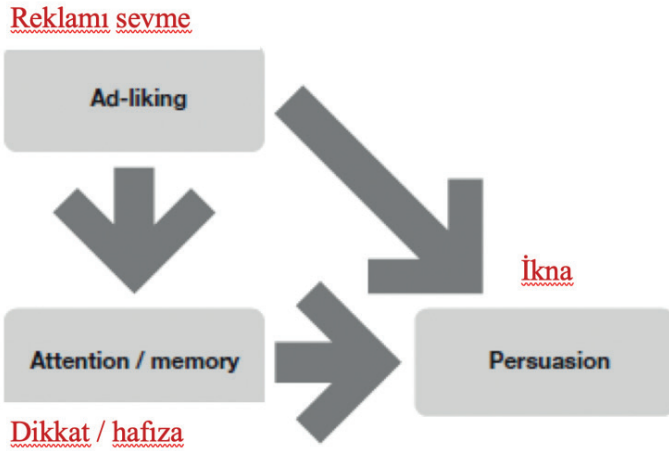 Reklamı sevme
Ad-liking
İkna
Attention / memory
Persuasion
Dikkat / hafıza